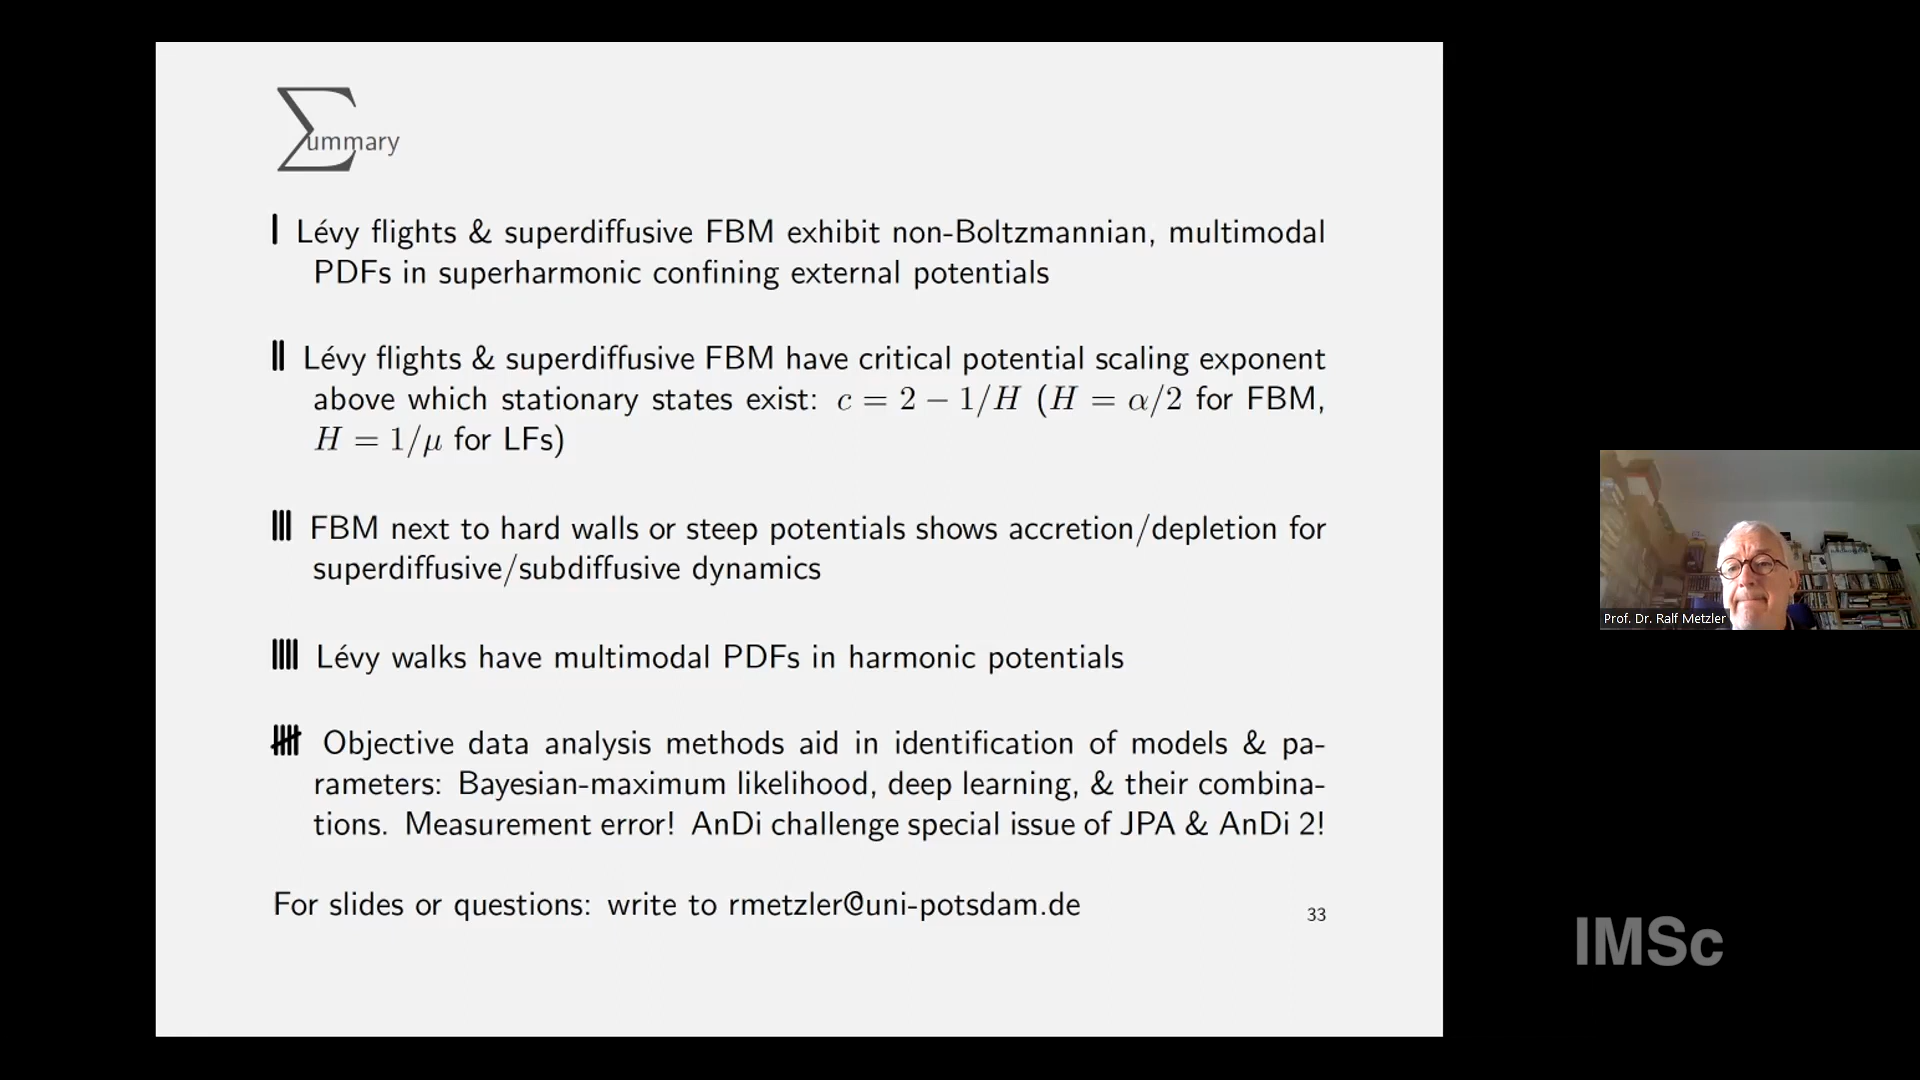 Σummary
Lévy flights & superdiffusive FBM exhibit non-Boltzmannian, multimodal
PDFs in superharmonic confining external potentials
Lévy flights & superdiffusive FBM have critical potential scaling exponent
above which stationary states exist: c = 2 − 1/H (H = α/2 for FBM,
H = 1/μ for LFs)
FBM next to hard walls or steep potentials shows accretion/depletion for
superdiffusive/subdiffusive dynamics
Lévy walks have multimodal PDFs in harmonic potentials
Objective data analysis methods aid in identification of models & pa-
rameters: Bayesian-maximum likelihood, deep learning, & their combina-
tions. Measurement error! AnDi challenge special issue of JPA & AnDi 2!
For slides or questions: write to rmetzler@uni-potsdam.de
33
Prof. Dr. Ralf Metzler
IMSc